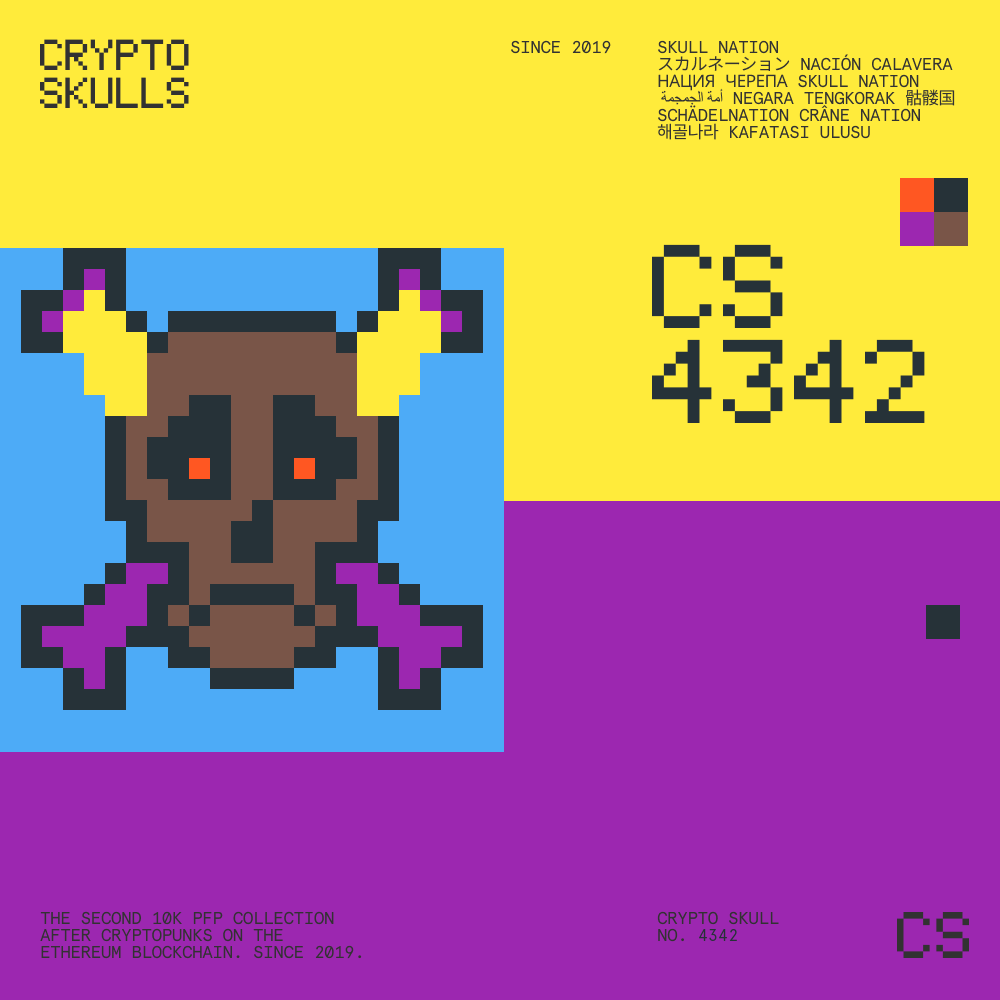 CRYPTO
SKULLS
SINCE 2019
SKULL NATION
スカルネーション NACIÓN CALAVERA
НАЦИЯ ЧЕРЕПА SKULL NATION
أمة الجمجمة NEGARA TENGKORAK 骷髅国
SCHÄDELNATION CRÂNE NATION
해골나라 KAFATASI ULUSU
CS
4342
THE SECOND 10K PFP COLLECTION
AFTER CRYPTOPUNKS ON THE
ETHEREUM BLOCKCHAIN. SINCE 2019.
CRYPTO SKULL
NO. 4342
CS